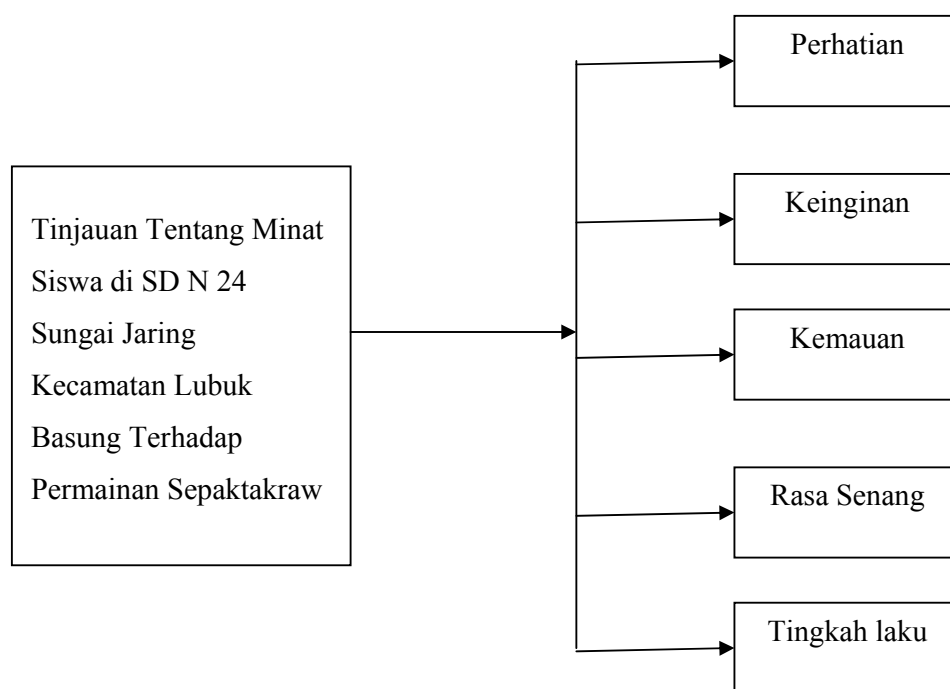 Tinjauan Tentang Minat
Siswa di SD N 24
Sungai Jaring
Kecamatan Lubuk
Basung Terhadap
Permainan Sepaktakraw
Perhatian
Keinginan
Kemauan
Rasa Senang
Tingkah laku